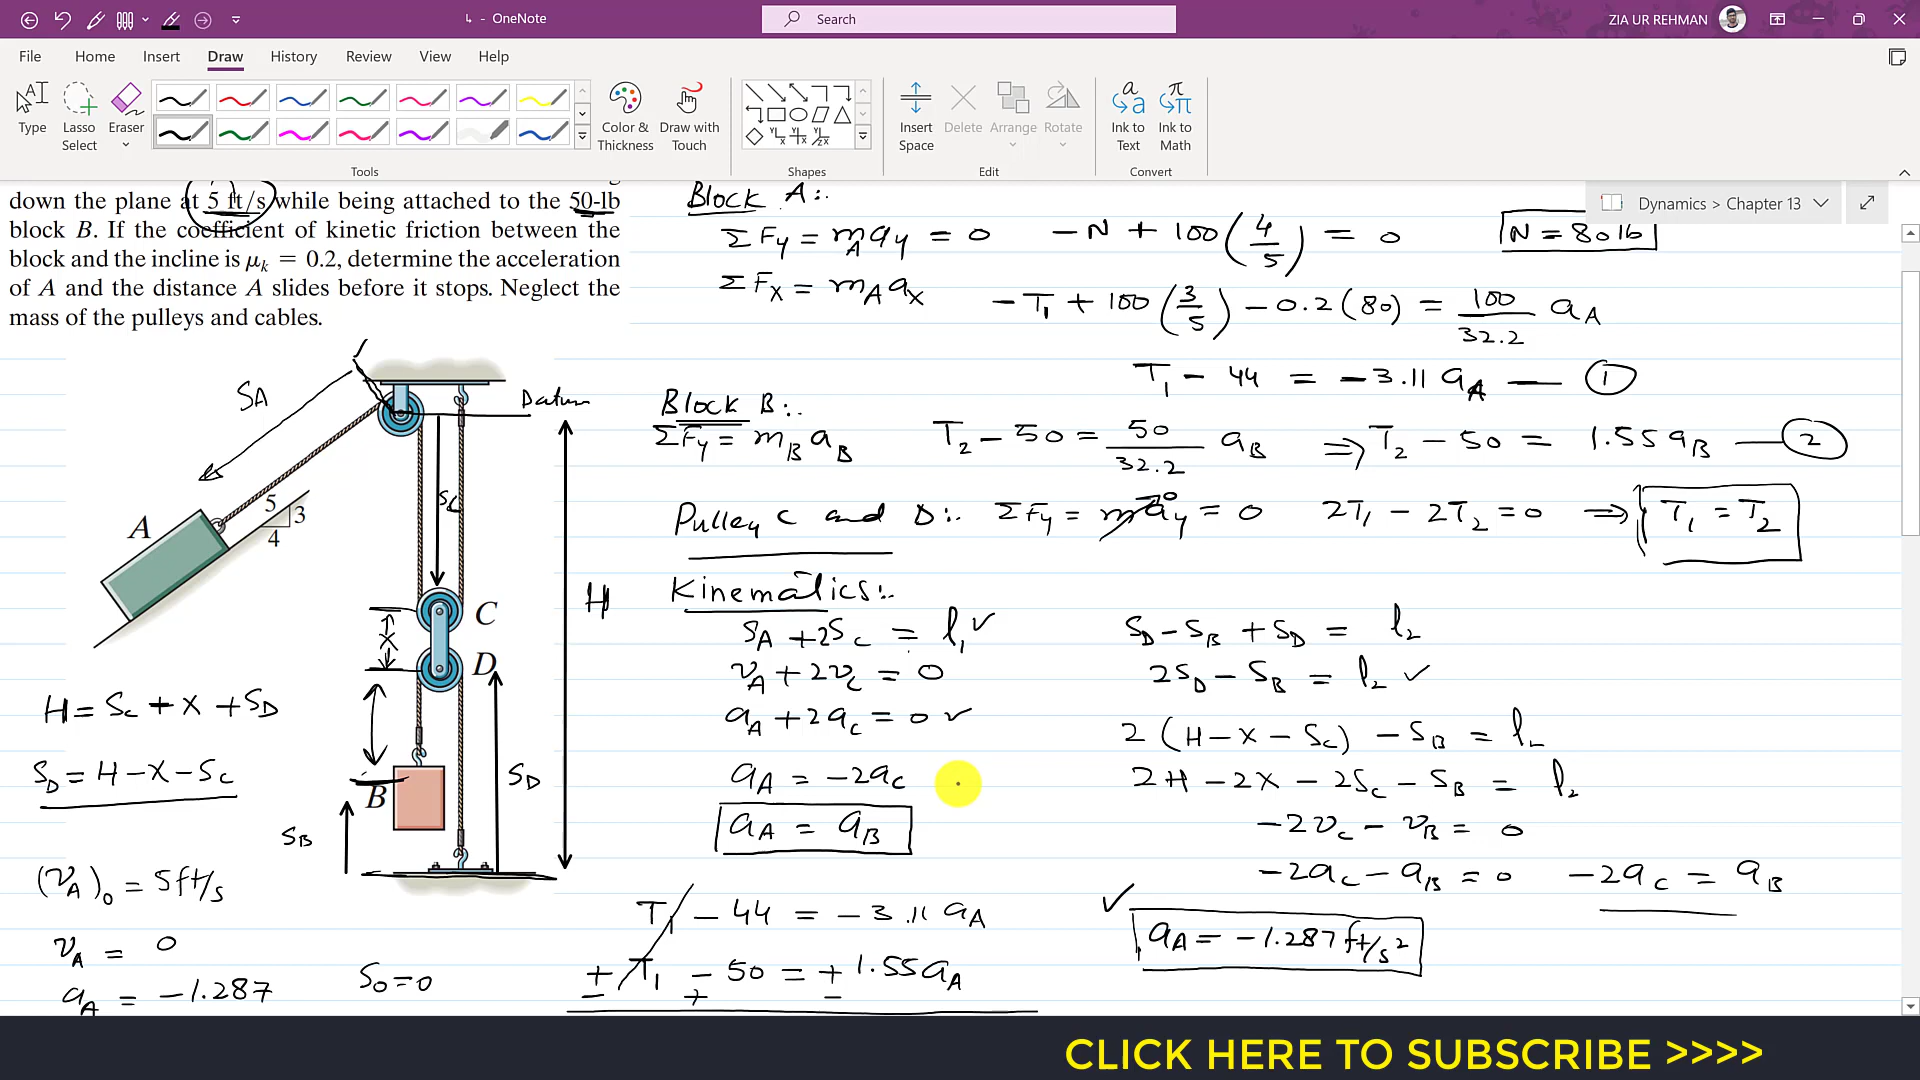 ↳ - OneNote
Search
ZIA UR REHMAN
File Home Insert Draw History Review View Help
Type
Lasso Select
Eraser
Color & Thickness
Draw with Touch
Insert Space
Delete
Arrange
Rotate
Ink to Text
Ink to Math
Tools
Shapes
Edit
Convert
Dynamics > Chapter 13
down the plane at 5 ft/s while being attached to the 50-lb
block B. If the coefficient of kinetic friction between the
block and the incline is μk = 0.2, determine the acceleration
of A and the distance A slides before it stops. Neglect the
mass of the pulleys and cables.
SA
Datum
A
5
3
4
Sc
H
C
X
D
B
SB
SD
H = Sc + X + SD
SD = H - X - Sc
(vA)0 = 5 ft/s
vA = 0
aA = -1.287
S0 = 0
Block A:.
ΣFy = mA ay = 0 -N + 100 (4/5) = 0 N = 80 lb
ΣFx = mA ax -T1 + 100 (3/5) - 0.2 (80) = 100/32.2 aA
T1 - 44 = -3.11 aA — 1
Block B:.
ΣFy = mB aB T2 - 50 = 50/32.2 aB ⇒ T2 - 50 = 1.55 aB — 2
Pulley C and D:. ΣFy = m ay 0 = 0 2T1 - 2T2 = 0 ⇒ T1 = T2
Kinematics:.
SA + 2Sc = l1 ✓
vA + 2vc = 0
aA + 2ac = 0 ✓
aA = -2ac
aA = aB
SD - SB + SD = l2
2SD - SB = l2 ✓
2 (H - X - Sc) - SB = l2
2H - 2X - 2Sc - SB = l2
-2vc - vB = 0
-2ac - aB = 0 -2ac = aB
T1 - 44 = -3.11 aA
+ T1 - 50 = + 1.55 aA
- + -
✓ aA = -1.287 ft/s²
CLICK HERE TO SUBSCRIBE >>>>